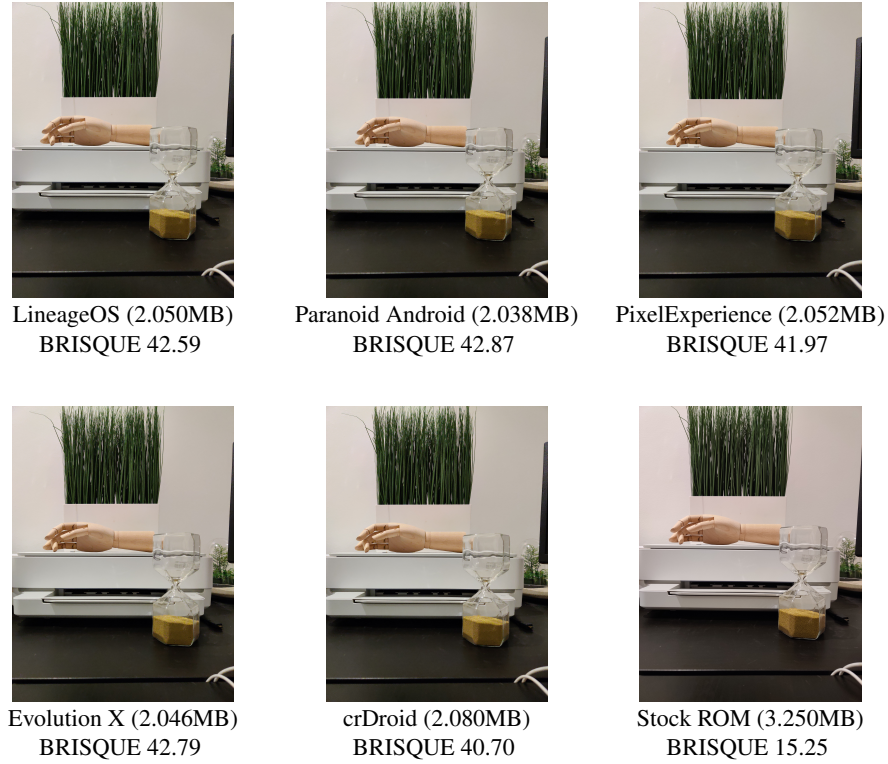 LineageOS (2.050MB)
BRISQUE 42.59
Paranoid Android (2.038MB)
BRISQUE 42.87
PixelExperience (2.052MB)
BRISQUE 41.97
Evolution X (2.046MB)
BRISQUE 42.79
crDroid (2.080MB)
BRISQUE 40.70
Stock ROM (3.250MB)
BRISQUE 15.25